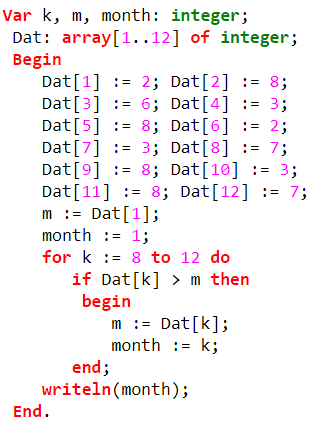 Var k, m, month: integer;
Dat: array[1..12] of integer;
Begin
Dat[1] := 2; Dat[2] := 8;
Dat[3] := 6; Dat[4] := 3;
Dat[5] := 8; Dat[6] := 2;
Dat[7] := 3; Dat[8] := 7;
Dat[9] := 8; Dat[10] := 3;
Dat[11] := 8; Dat[12] := 7;
m := Dat[1];
month := 1;
for k := 8 to 12 do
if Dat[k] > m then
begin
m := Dat[k];
month := k;
end;
writeln(month);
End.